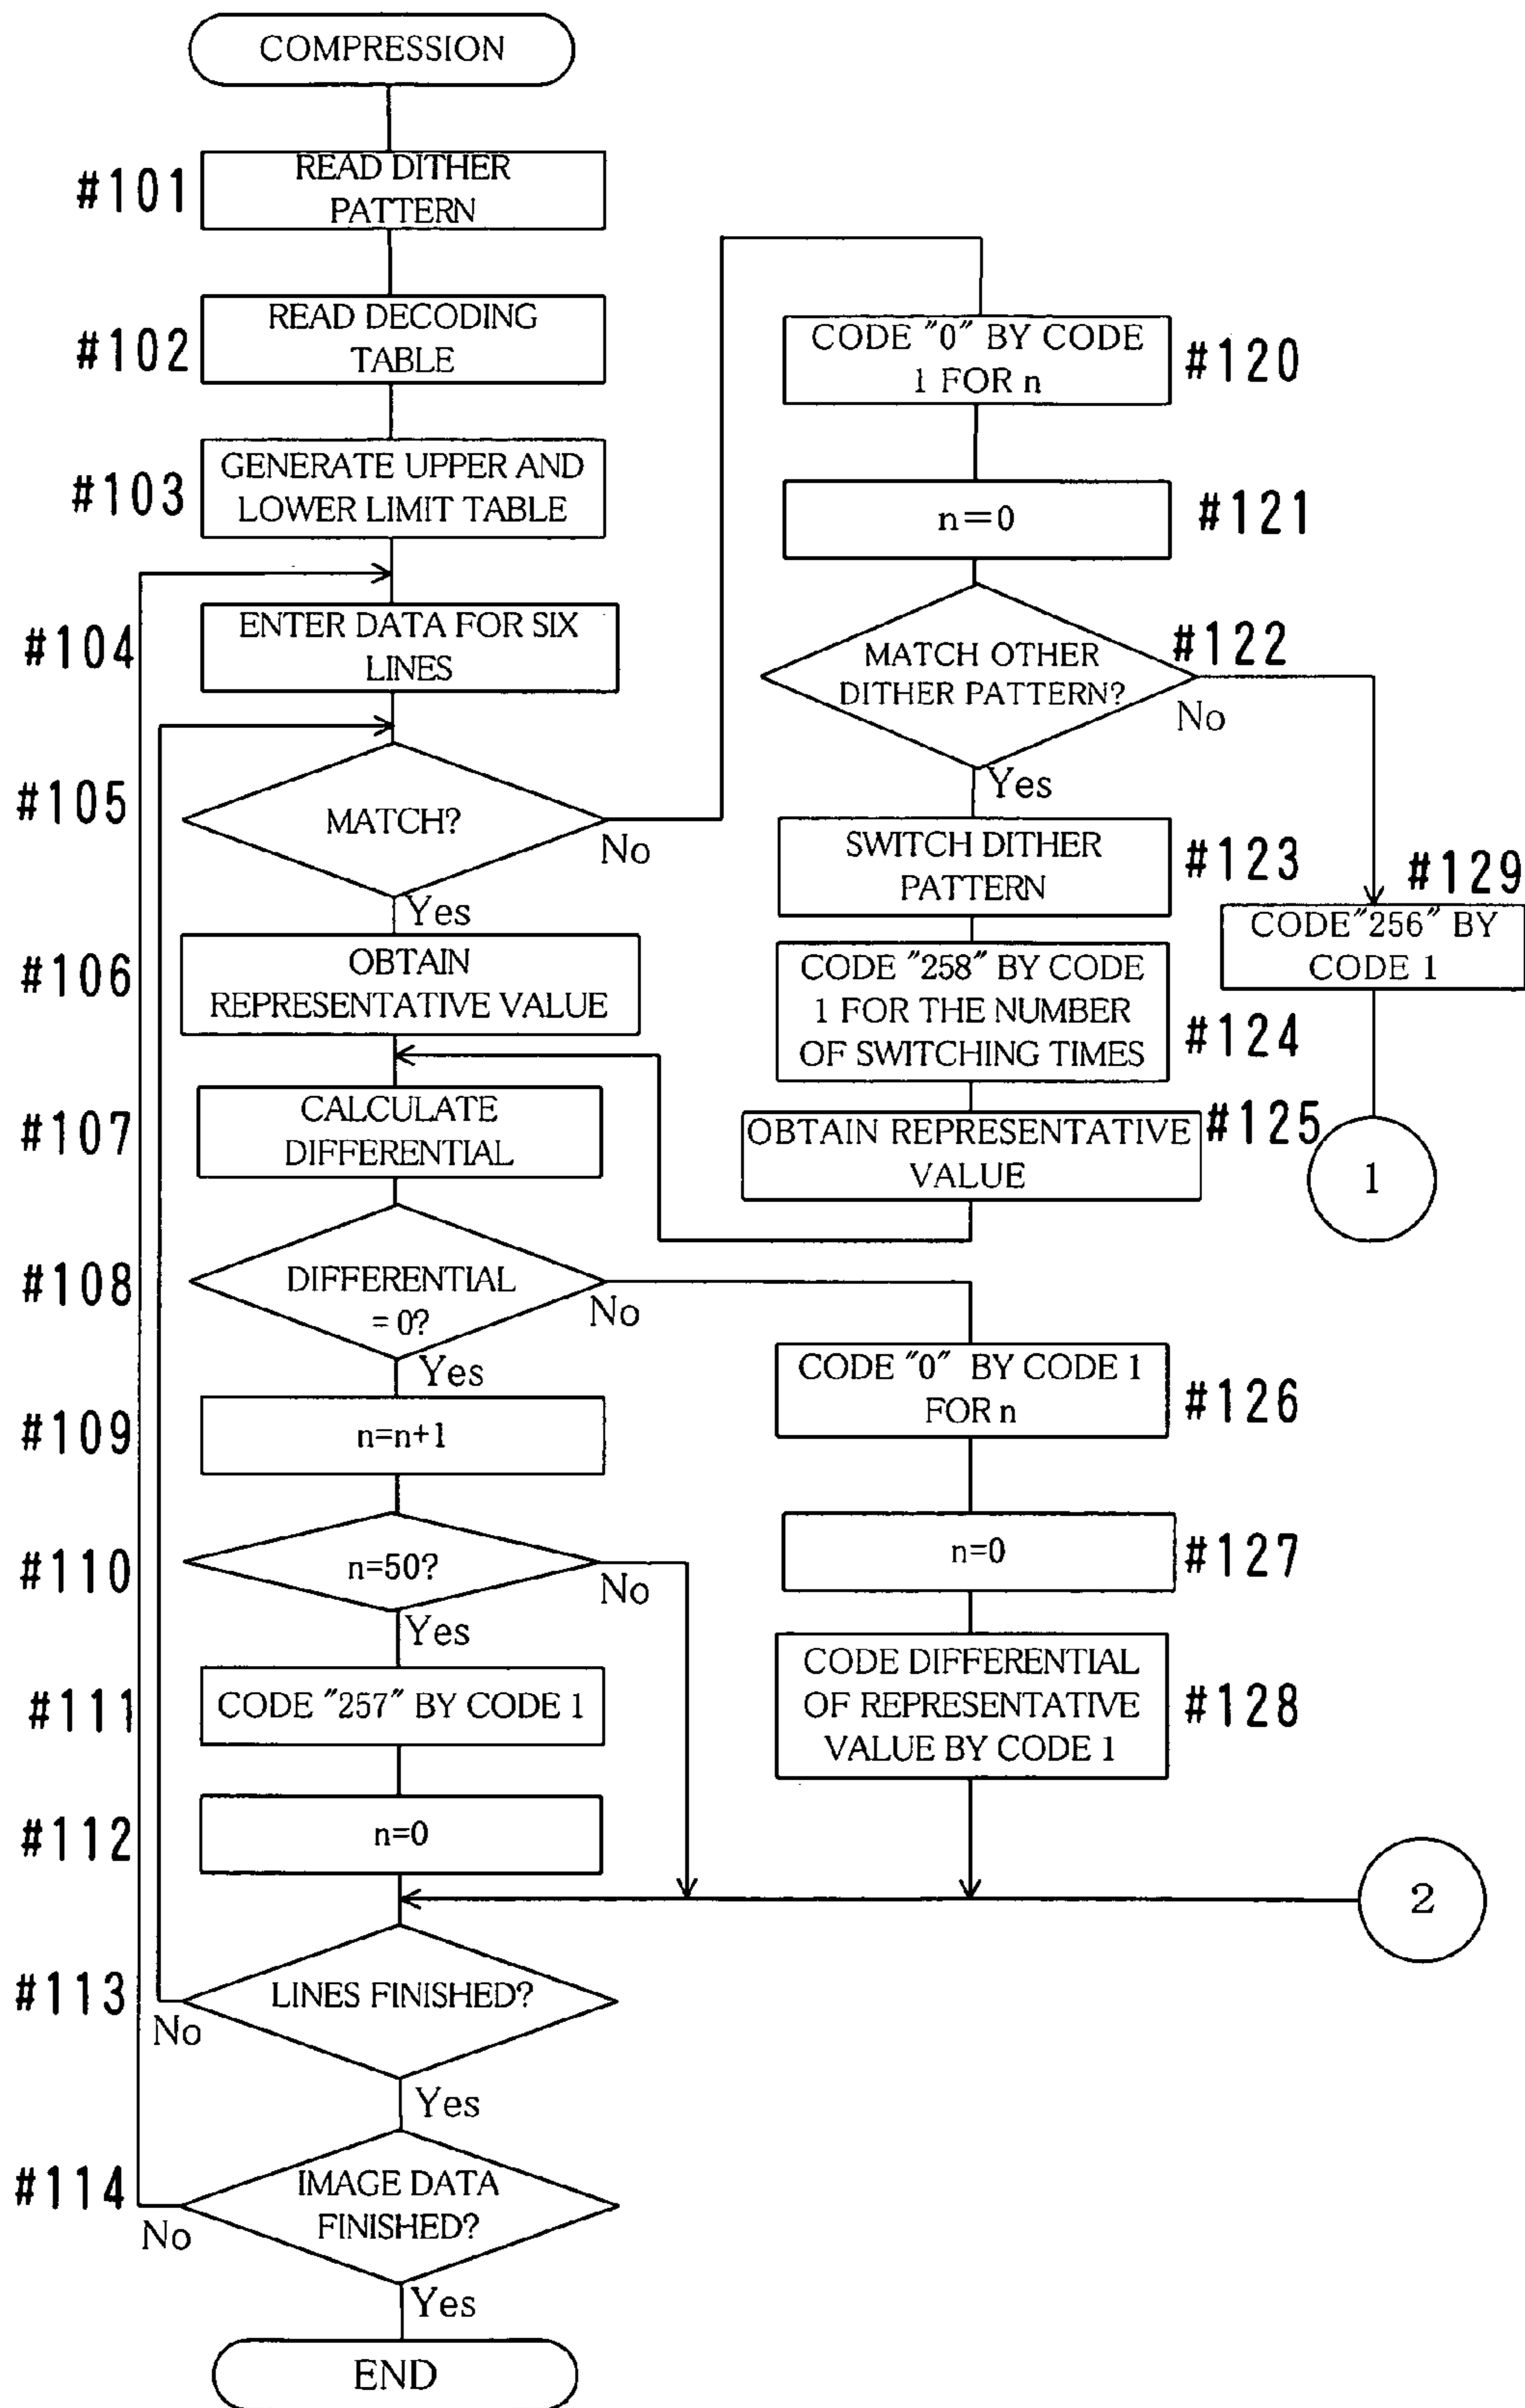 COMPRESSION
#101
READ DITHER
PATTERN
#102
READ DECODING
TABLE
#103
GENERATE UPPER AND
LOWER LIMIT TABLE
#104
ENTER DATA FOR SIX
LINES
#105
MATCH?
No
Yes
#106
OBTAIN
REPRESENTATIVE VALUE
#107
CALCULATE
DIFFERENTIAL
#108
DIFFERENTIAL
= 0?
No
Yes
#109
n=n+1
#110
n=50?
No
Yes
#111
CODE "257" BY CODE 1
#112
n=0
#113
LINES FINISHED?
No
Yes
#114
IMAGE DATA
FINISHED?
No
Yes
END
CODE "0" BY CODE
1 FOR n
#120
n=0
#121
MATCH OTHER
DITHER PATTERN?
#122
No
Yes
SWITCH DITHER
PATTERN
#123
CODE "258" BY CODE
1 FOR THE NUMBER
OF SWITCHING TIMES
#124
OBTAIN REPRESENTATIVE
VALUE
#125
CODE "0" BY CODE 1
FOR n
#126
n=0
#127
CODE DIFFERENTIAL
OF REPRESENTATIVE
VALUE BY CODE 1
#128
#129
CODE"256" BY
CODE 1
1
2